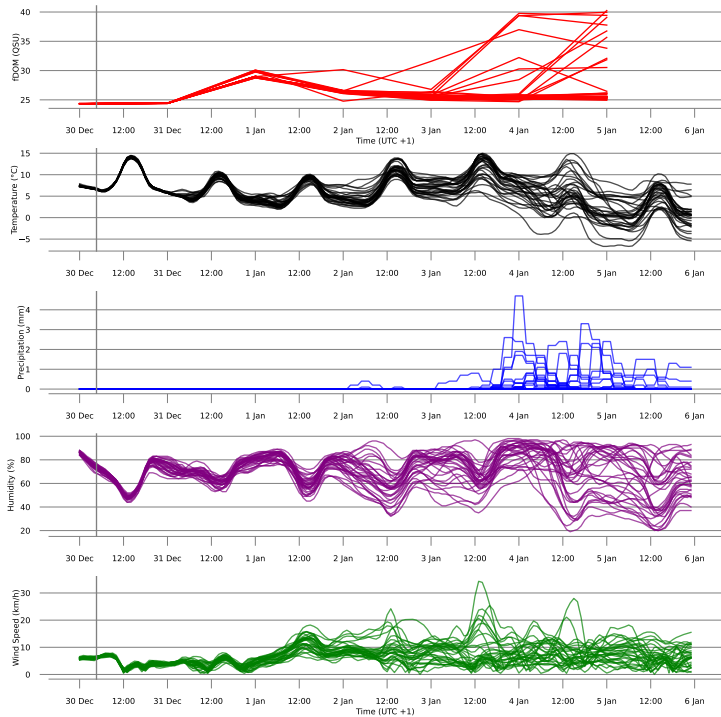 fDOM (QSU)
40
35
30
25
30 Dec 12:00 31 Dec 12:00 1 Jan 12:00 2 Jan 12:00 3 Jan 12:00 4 Jan 12:00 5 Jan 12:00 6 Jan
Time (UTC +1)
Temperature (°C)
15
10
5
0
−5
30 Dec 12:00 31 Dec 12:00 1 Jan 12:00 2 Jan 12:00 3 Jan 12:00 4 Jan 12:00 5 Jan 12:00 6 Jan
Precipitation (mm)
4
3
2
1
0
30 Dec 12:00 31 Dec 12:00 1 Jan 12:00 2 Jan 12:00 3 Jan 12:00 4 Jan 12:00 5 Jan 12:00 6 Jan
Humidity (%)
100
80
60
40
20
30 Dec 12:00 31 Dec 12:00 1 Jan 12:00 2 Jan 12:00 3 Jan 12:00 4 Jan 12:00 5 Jan 12:00 6 Jan
Wind Speed (km/h)
30
20
10
0
30 Dec 12:00 31 Dec 12:00 1 Jan 12:00 2 Jan 12:00 3 Jan 12:00 4 Jan 12:00 5 Jan 12:00 6 Jan
Time (UTC +1)